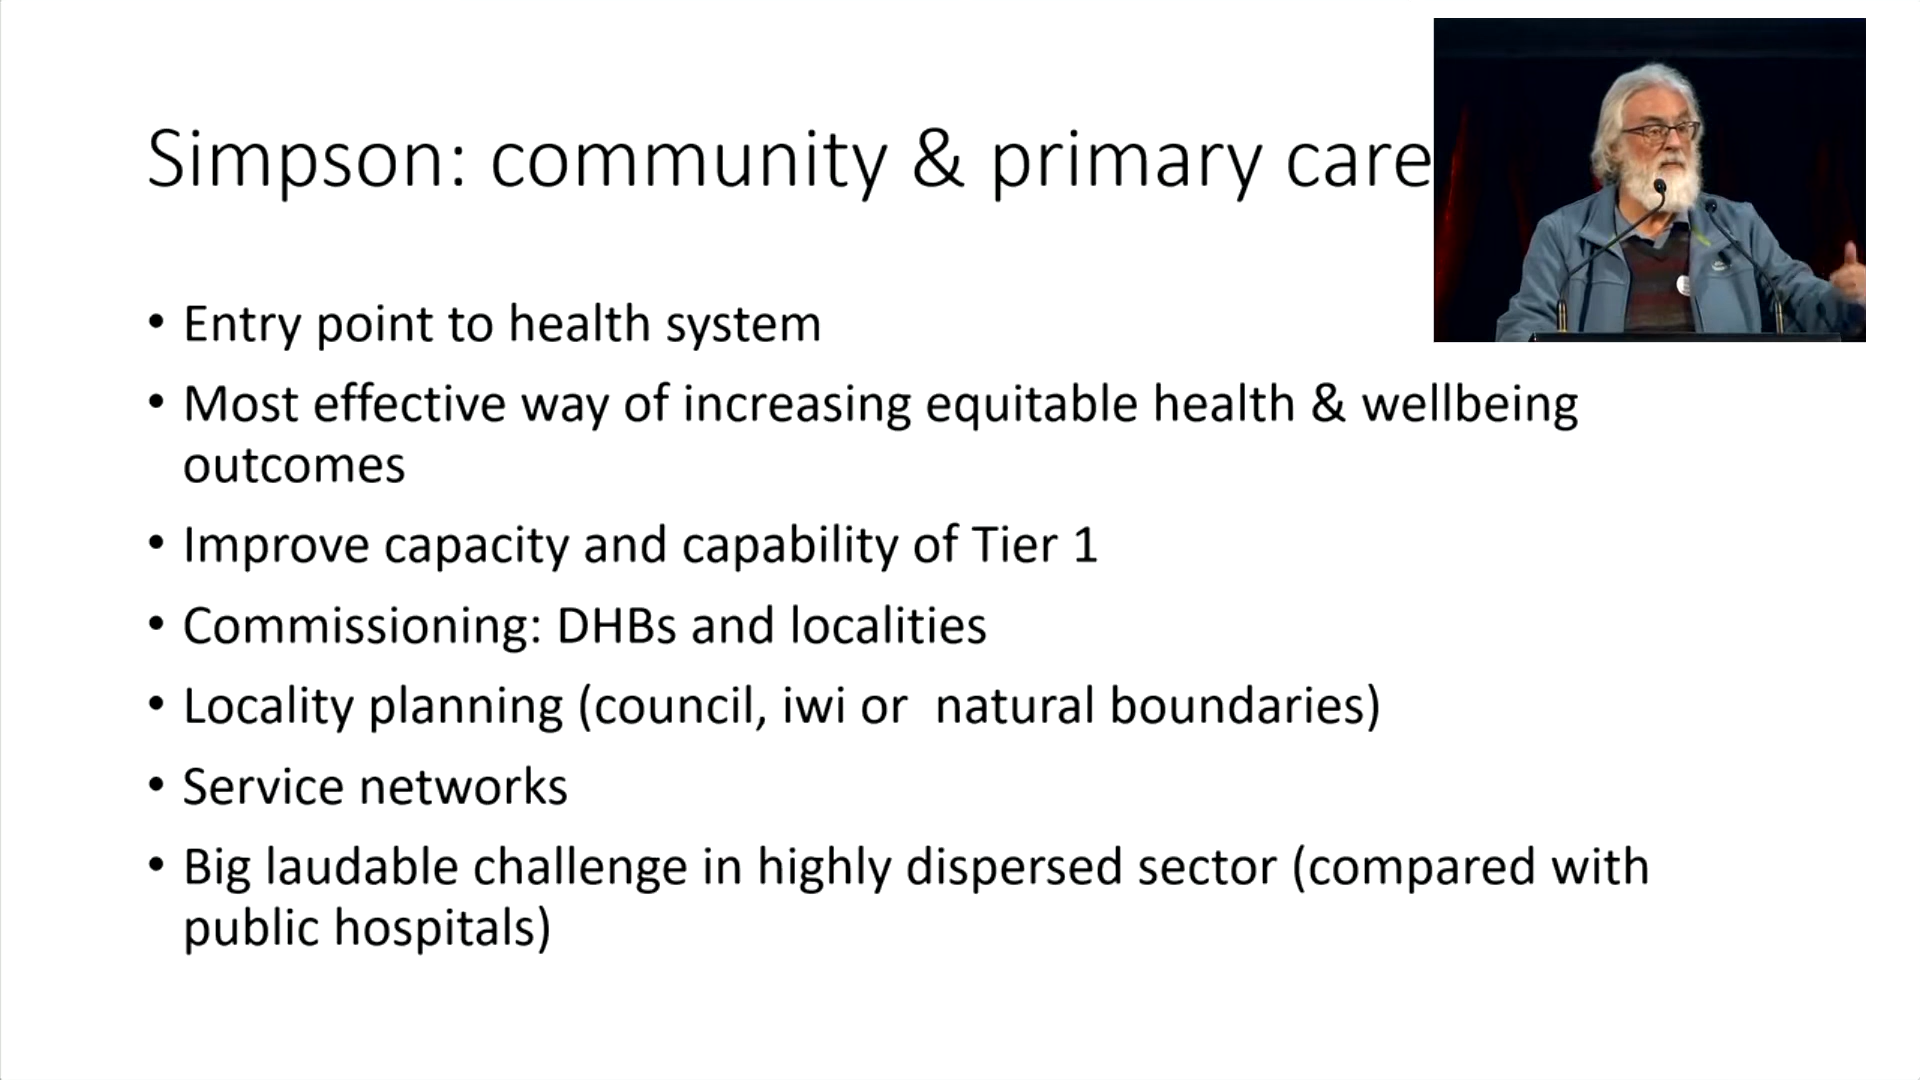 Simpson: community & primary care
• Entry point to health system
• Most effective way of increasing equitable health & wellbeing
outcomes
• Improve capacity and capability of Tier 1
• Commissioning: DHBs and localities
• Locality planning (council, iwi or  natural boundaries)
• Service networks
• Big laudable challenge in highly dispersed sector (compared with
public hospitals)